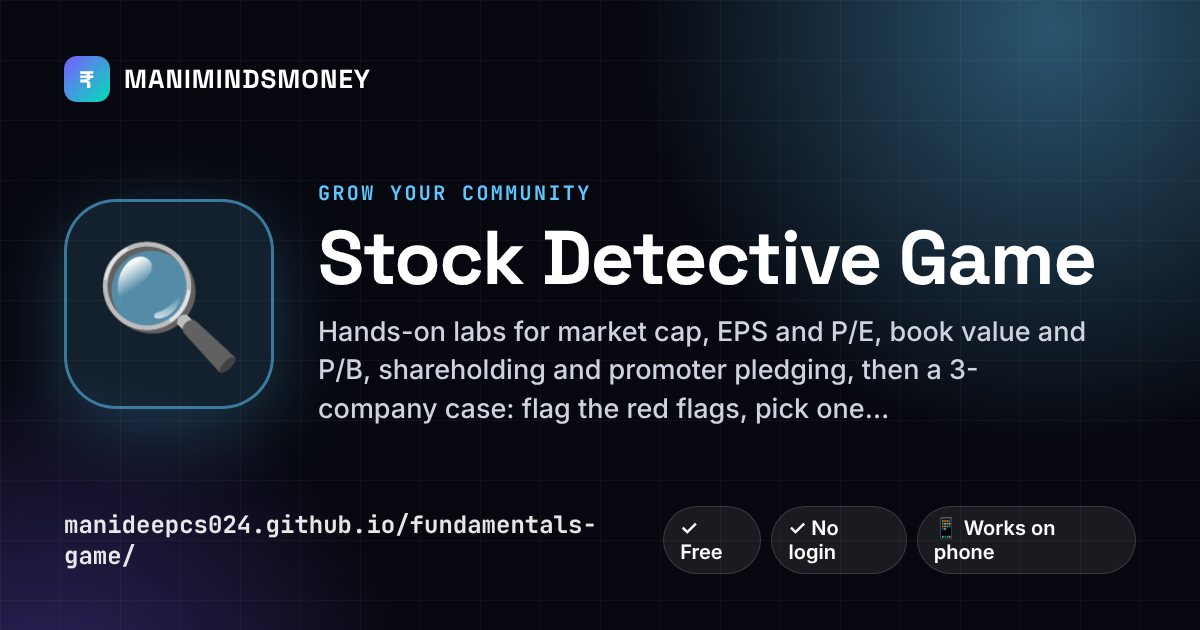 ₹ MANIMINDSMONEY
GROW YOUR COMMUNITY
Stock Detective Game
Hands-on labs for market cap, EPS and P/E, book value and
P/B, shareholding and promoter pledging, then a 3-
company case: flag the red flags, pick one...
manideepcs024.github.io/fundamentals-
game/
✓
Free
✓ No
login
📱 Works on
phone